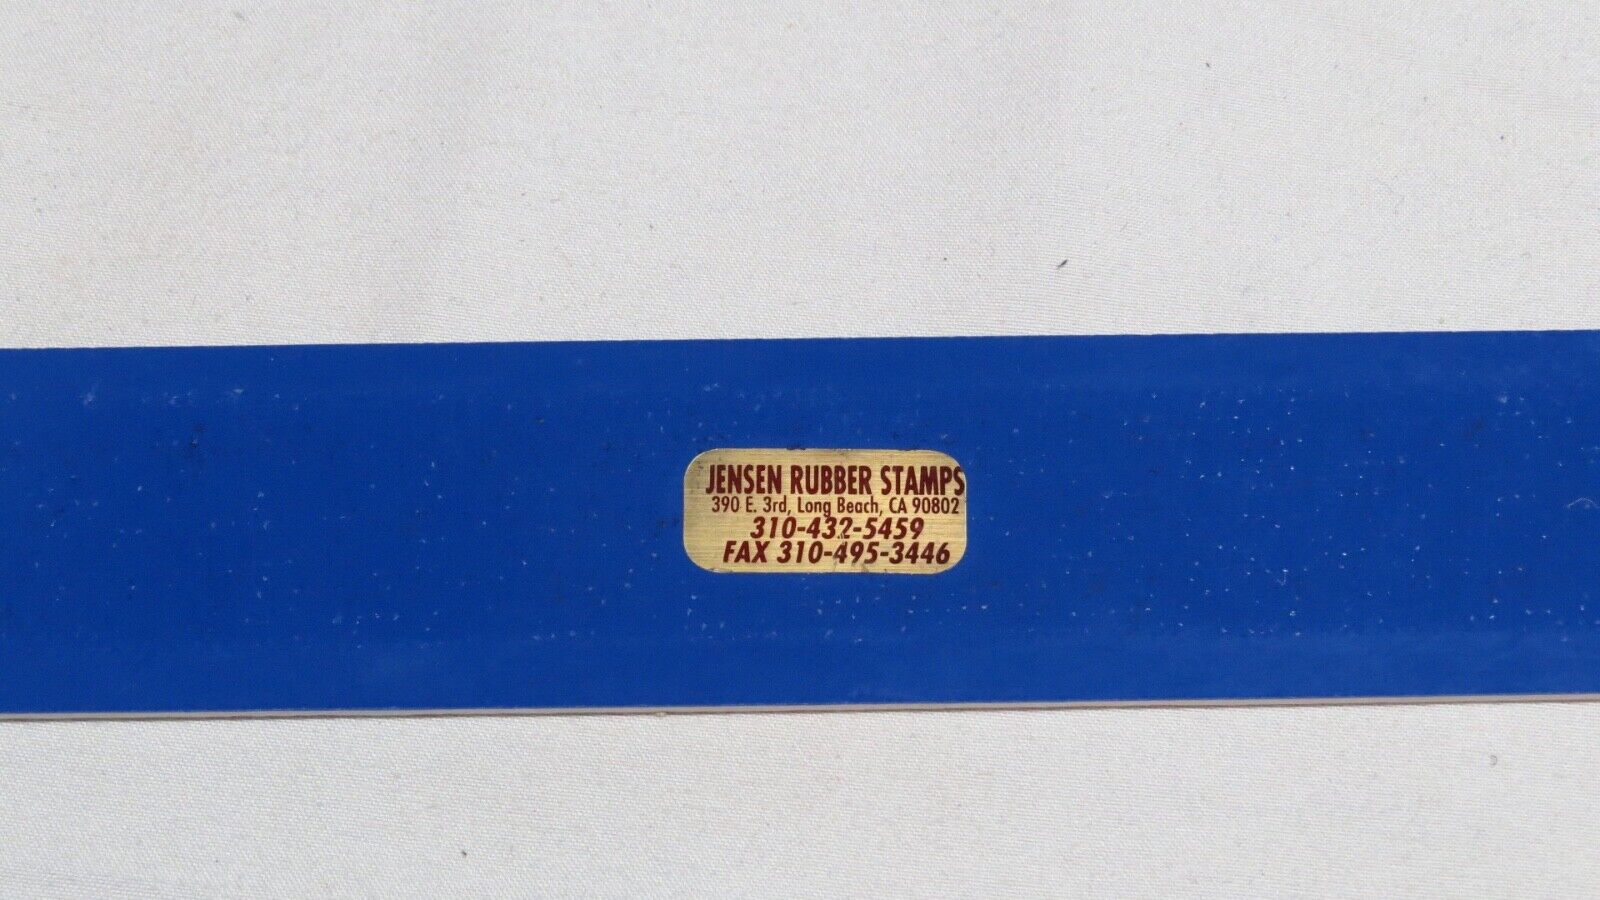 JENSEN RUBBER STAMPS
390 E. 3rd, Long Beach, CA 90802
310-432-5459
FAX 310-495-3446